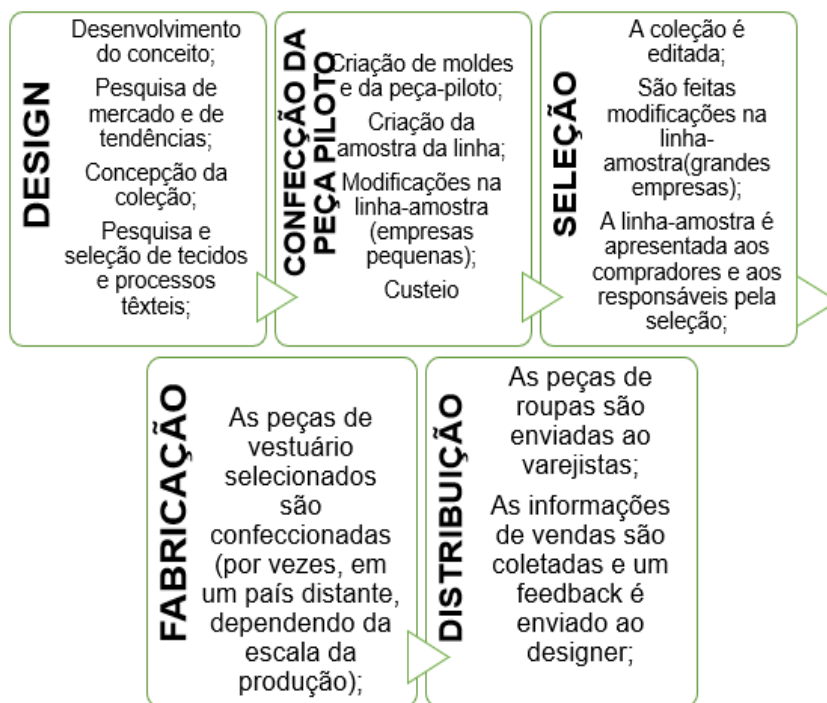 DESIGN
Desenvolvimento
do conceito;
Pesquisa de
mercado e de
tendências;
Concepção da
coleção;
Pesquisa e
seleção de tecidos
e processos
têxteis;
CONFECÇÃO DA
PEÇA PILOTO
Criação de moldes
e da peça-piloto;
Criação da
amostra da linha;
Modificações na
linha-amostra
(empresas
pequenas);
Custeio
SELEÇÃO
A coleção é
editada;
São feitas
modificações na
linha-
amostra(grandes
empresas);
A linha-amostra é
apresentada aos
compradores e aos
responsáveis pela
seleção;
FABRICAÇÃO
As peças de
vestuário
selecionados
são
confeccionadas
(por vezes, em
um país distante,
dependendo da
escala da
produção);
DISTRIBUIÇÃO
As peças de
roupas são
enviadas ao
varejistas;
As informações
de vendas são
coletadas e um
feedback é
enviado ao
designer;